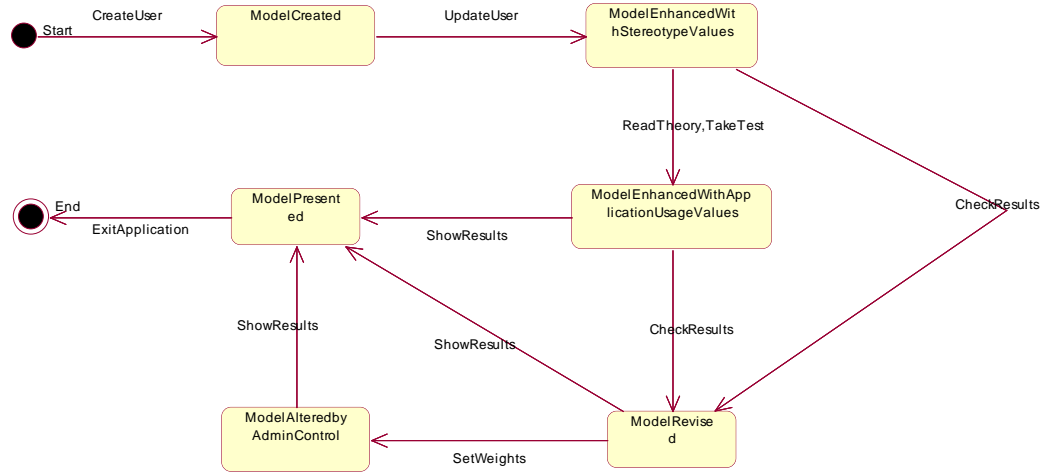 CreateUser
ModelCreated
UpdateUser
ModelEnhancedWit
hStereotypeValues
Start
ReadTheory,TakeTest
ModelPresent
ed
ModelEnhancedWithApp
licationUsageValues
End
CheckResults
ExitApplication
ShowResults
ShowResults
ShowResults
CheckResults
ModelAlteredby
AdminControl
ModelRevise
d
SetWeights